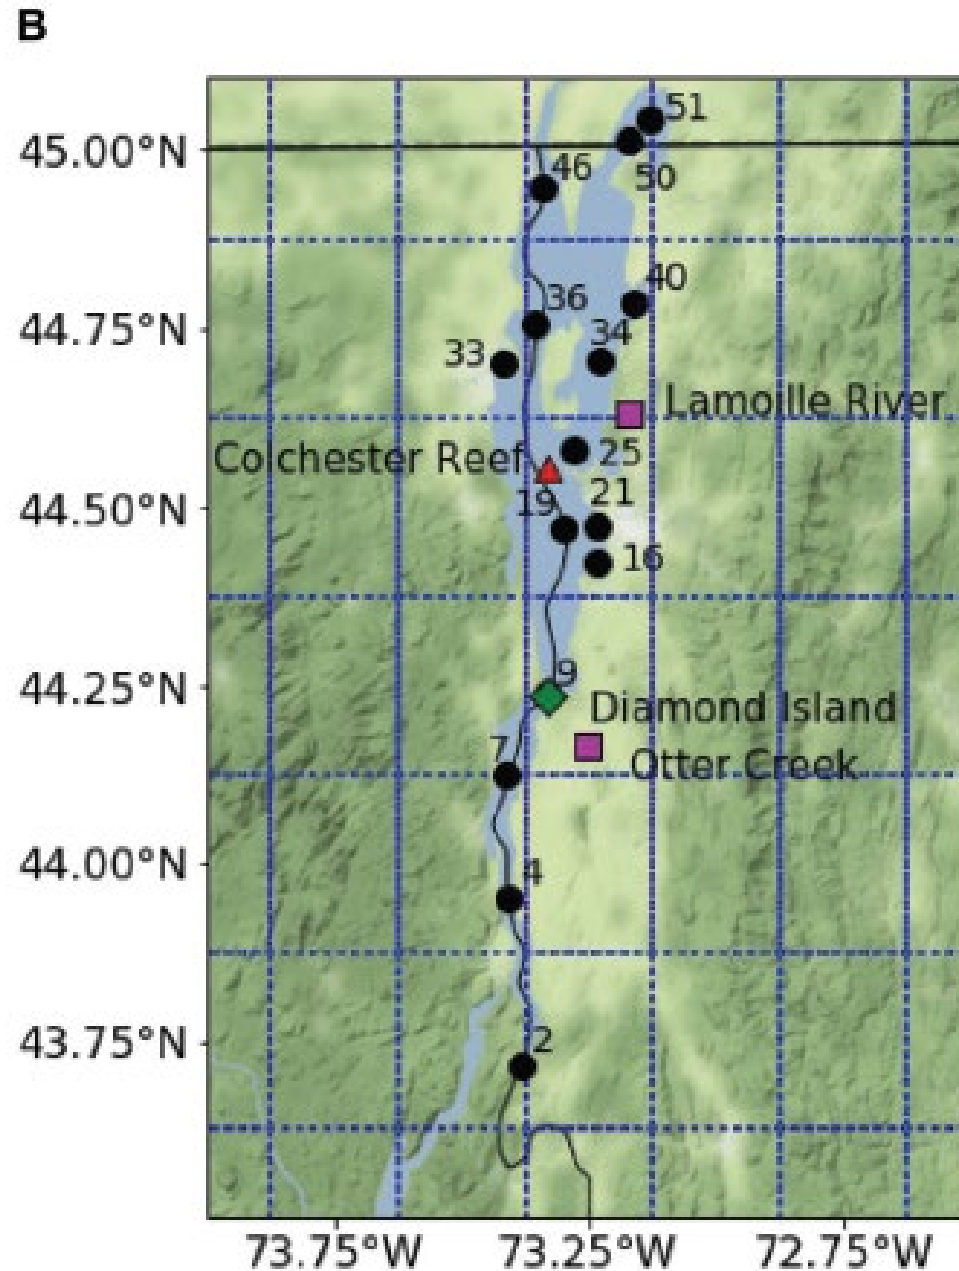 B
51
45.00°N
46
50
40
36
44.75°N
34
33
Lamoille River
Colchester Reef
25
44.50°N
19
21
16
9
44.25°N
Diamond Island
7
Otter Creek
44.00°N
4
43.75°N
2
73.75°W
73.25°W
72.75°W